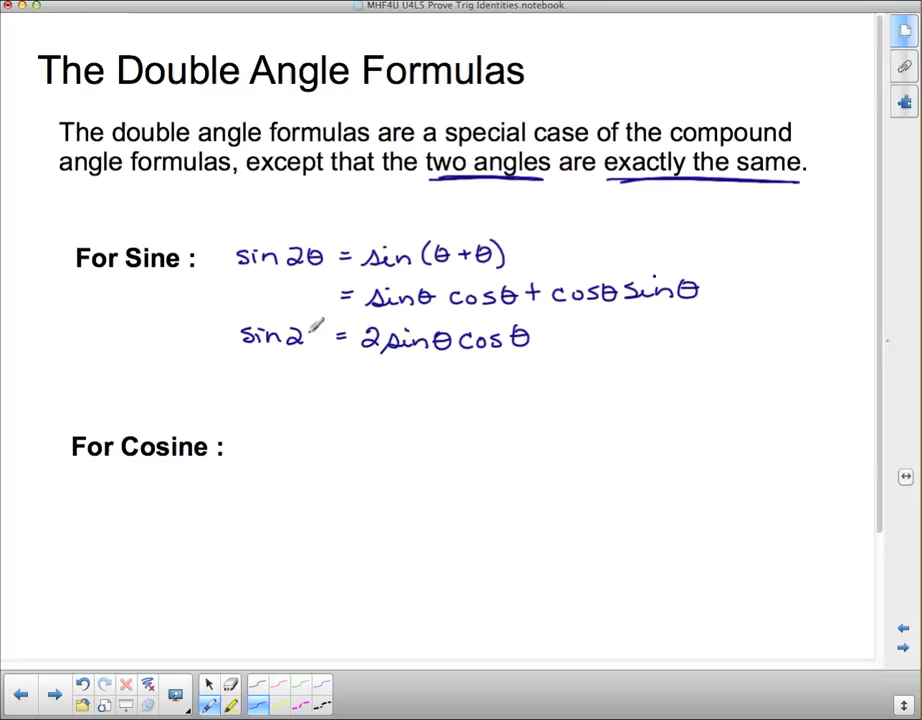 MHF4U U4L5 Prove Trig Identities.notebook
The Double Angle Formulas
The double angle formulas are a special case of the compound
angle formulas, except that the two angles are exactly the same.
For Sine : sin 2θ = sin (θ + θ)
= sinθ cosθ + cosθ sinθ
sin 2 = 2 sinθ cosθ
For Cosine :